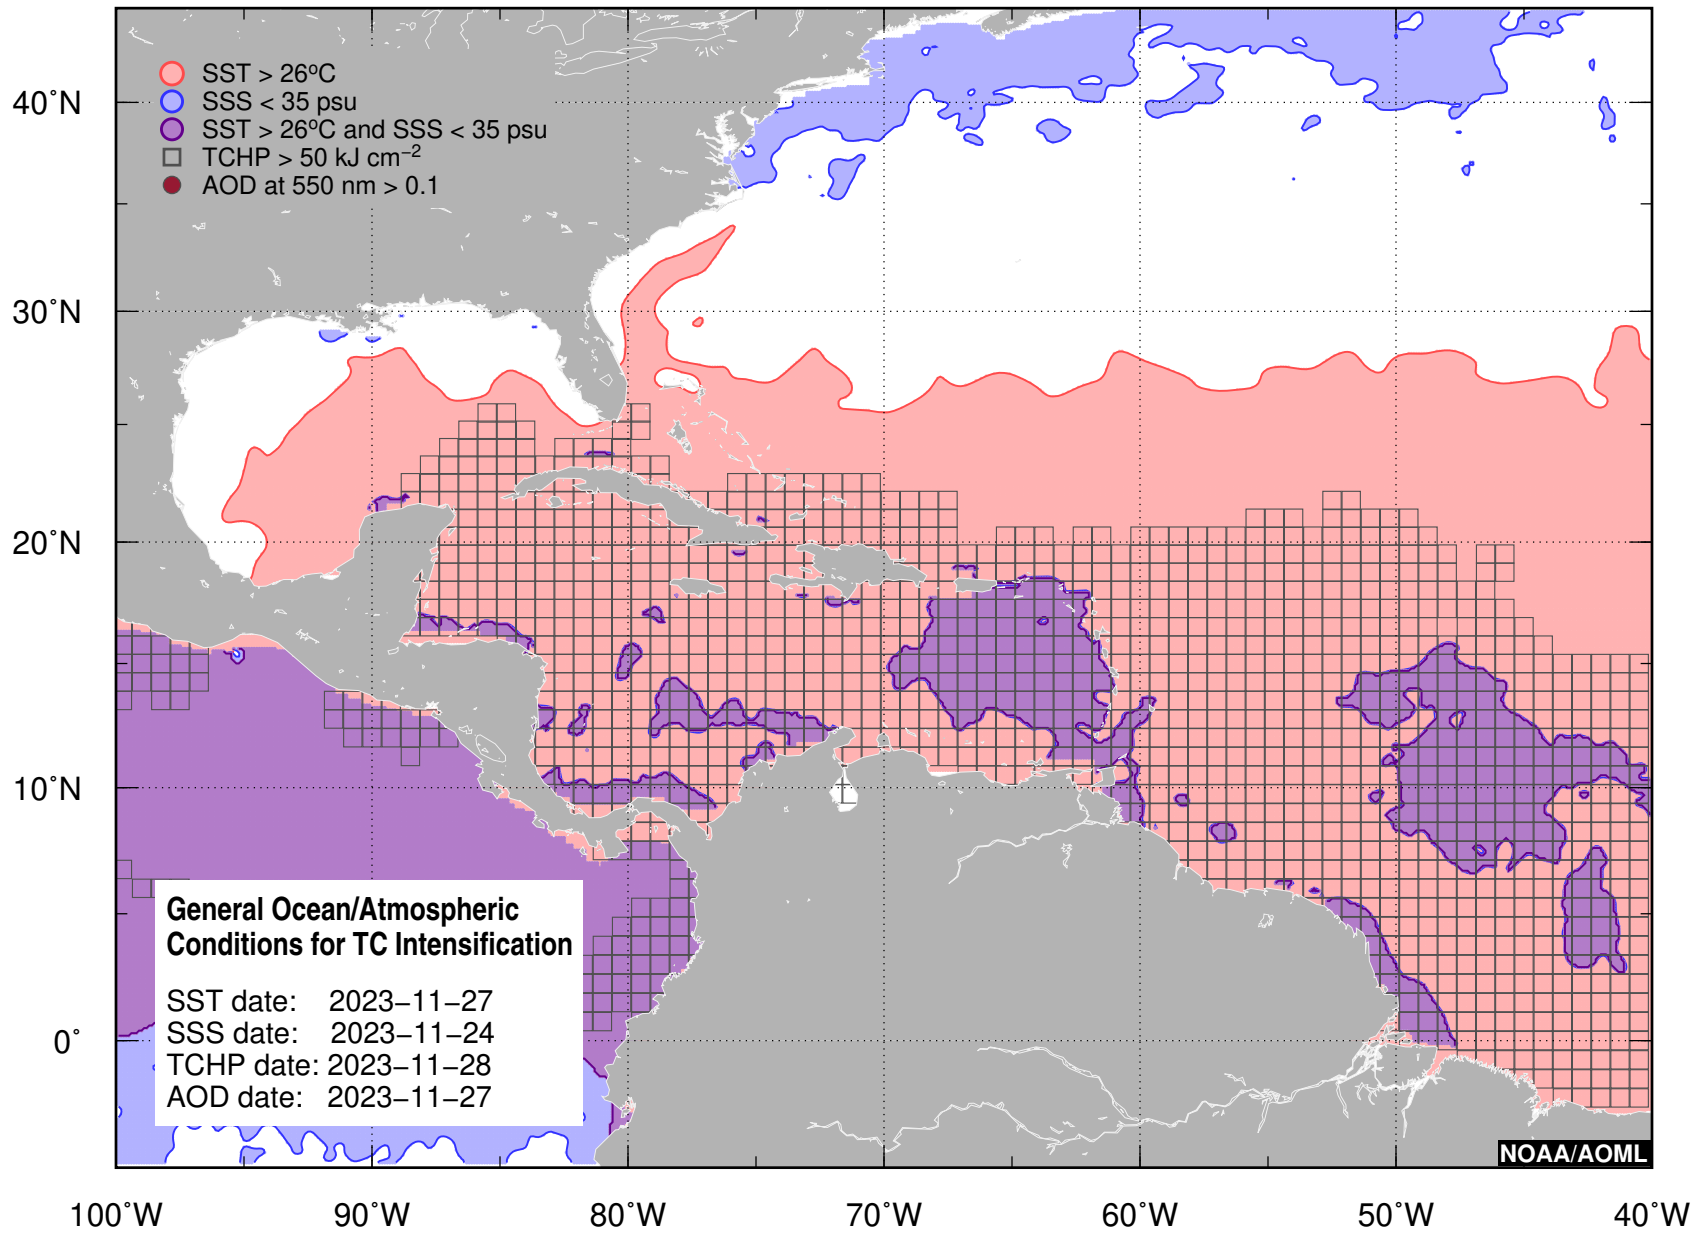 SST > 26°C
SSS < 35 psu
SST > 26°C and SSS < 35 psu
TCHP > 50 kJ cm⁻²
AOD at 550 nm > 0.1
40°N
30°N
20°N
10°N
0°
General Ocean/Atmospheric
Conditions for TC Intensification
SST date: 2023−11−27
SSS date: 2023−11−24
TCHP date: 2023−11−28
AOD date: 2023−11−27
NOAA/AOML
100°W 90°W 80°W 70°W 60°W 50°W 40°W